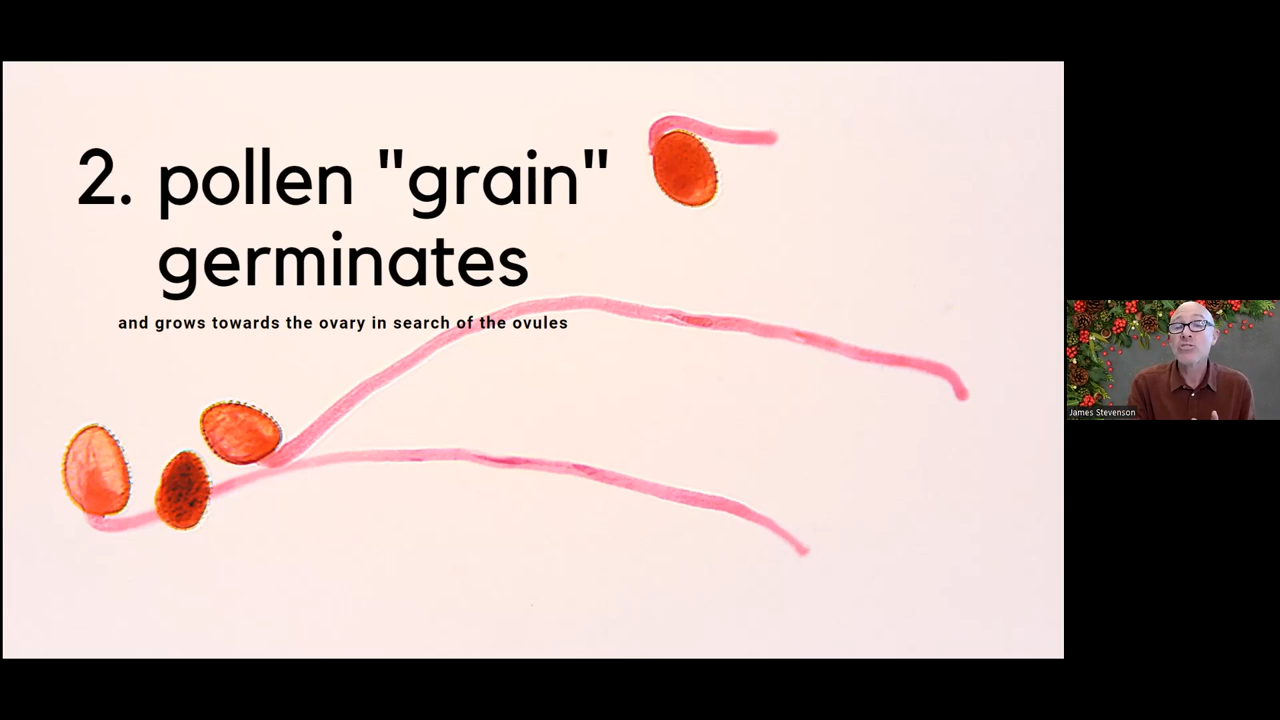 2. pollen "grain"
germinates
and grows towards the ovary in search of the ovules
James Stevenson